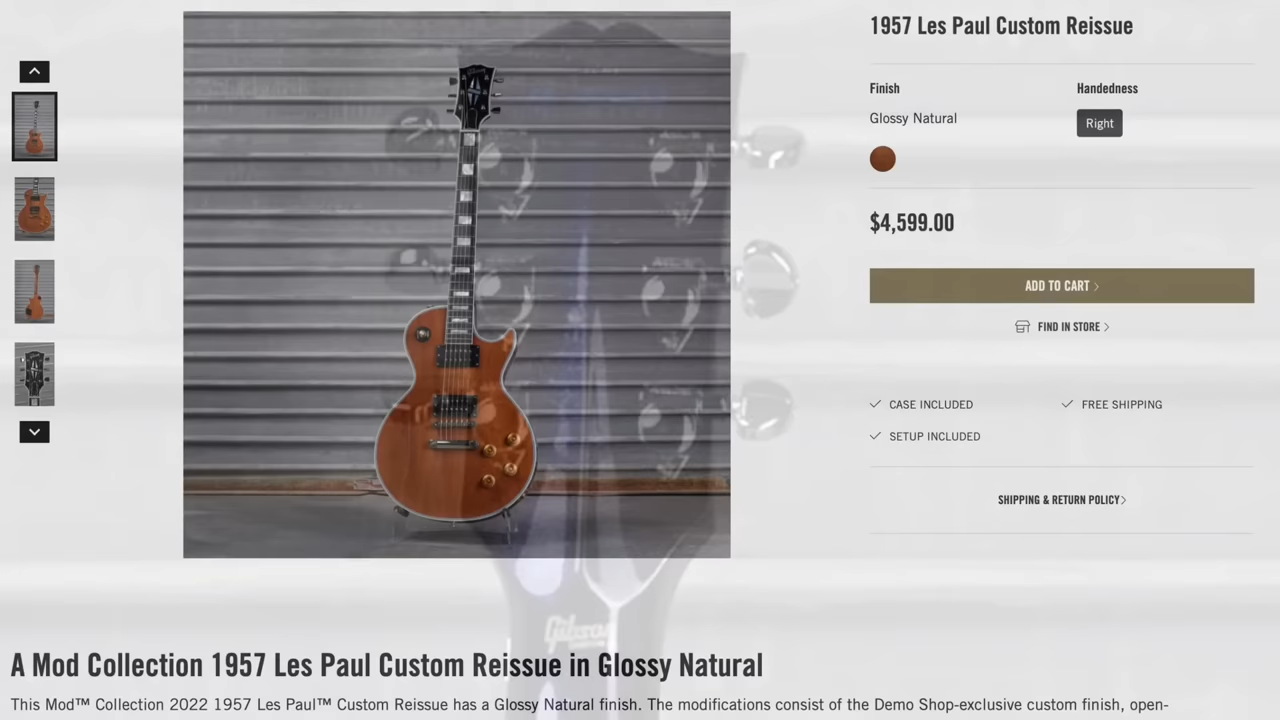 1957 Les Paul Custom Reissue
Finish
Handedness
Glossy Natural
Right
$4,599.00
ADD TO CART
FIND IN STORE
CASE INCLUDED
FREE SHIPPING
SETUP INCLUDED
SHIPPING & RETURN POLICY
Gibson
A Mod Collection 1957 Les Paul Custom Reissue in Glossy Natural
This Mod™ Collection 2022 1957 Les Paul™ Custom Reissue has a Glossy Natural finish. The modifications consist of the Demo Shop-exclusive custom finish, open-